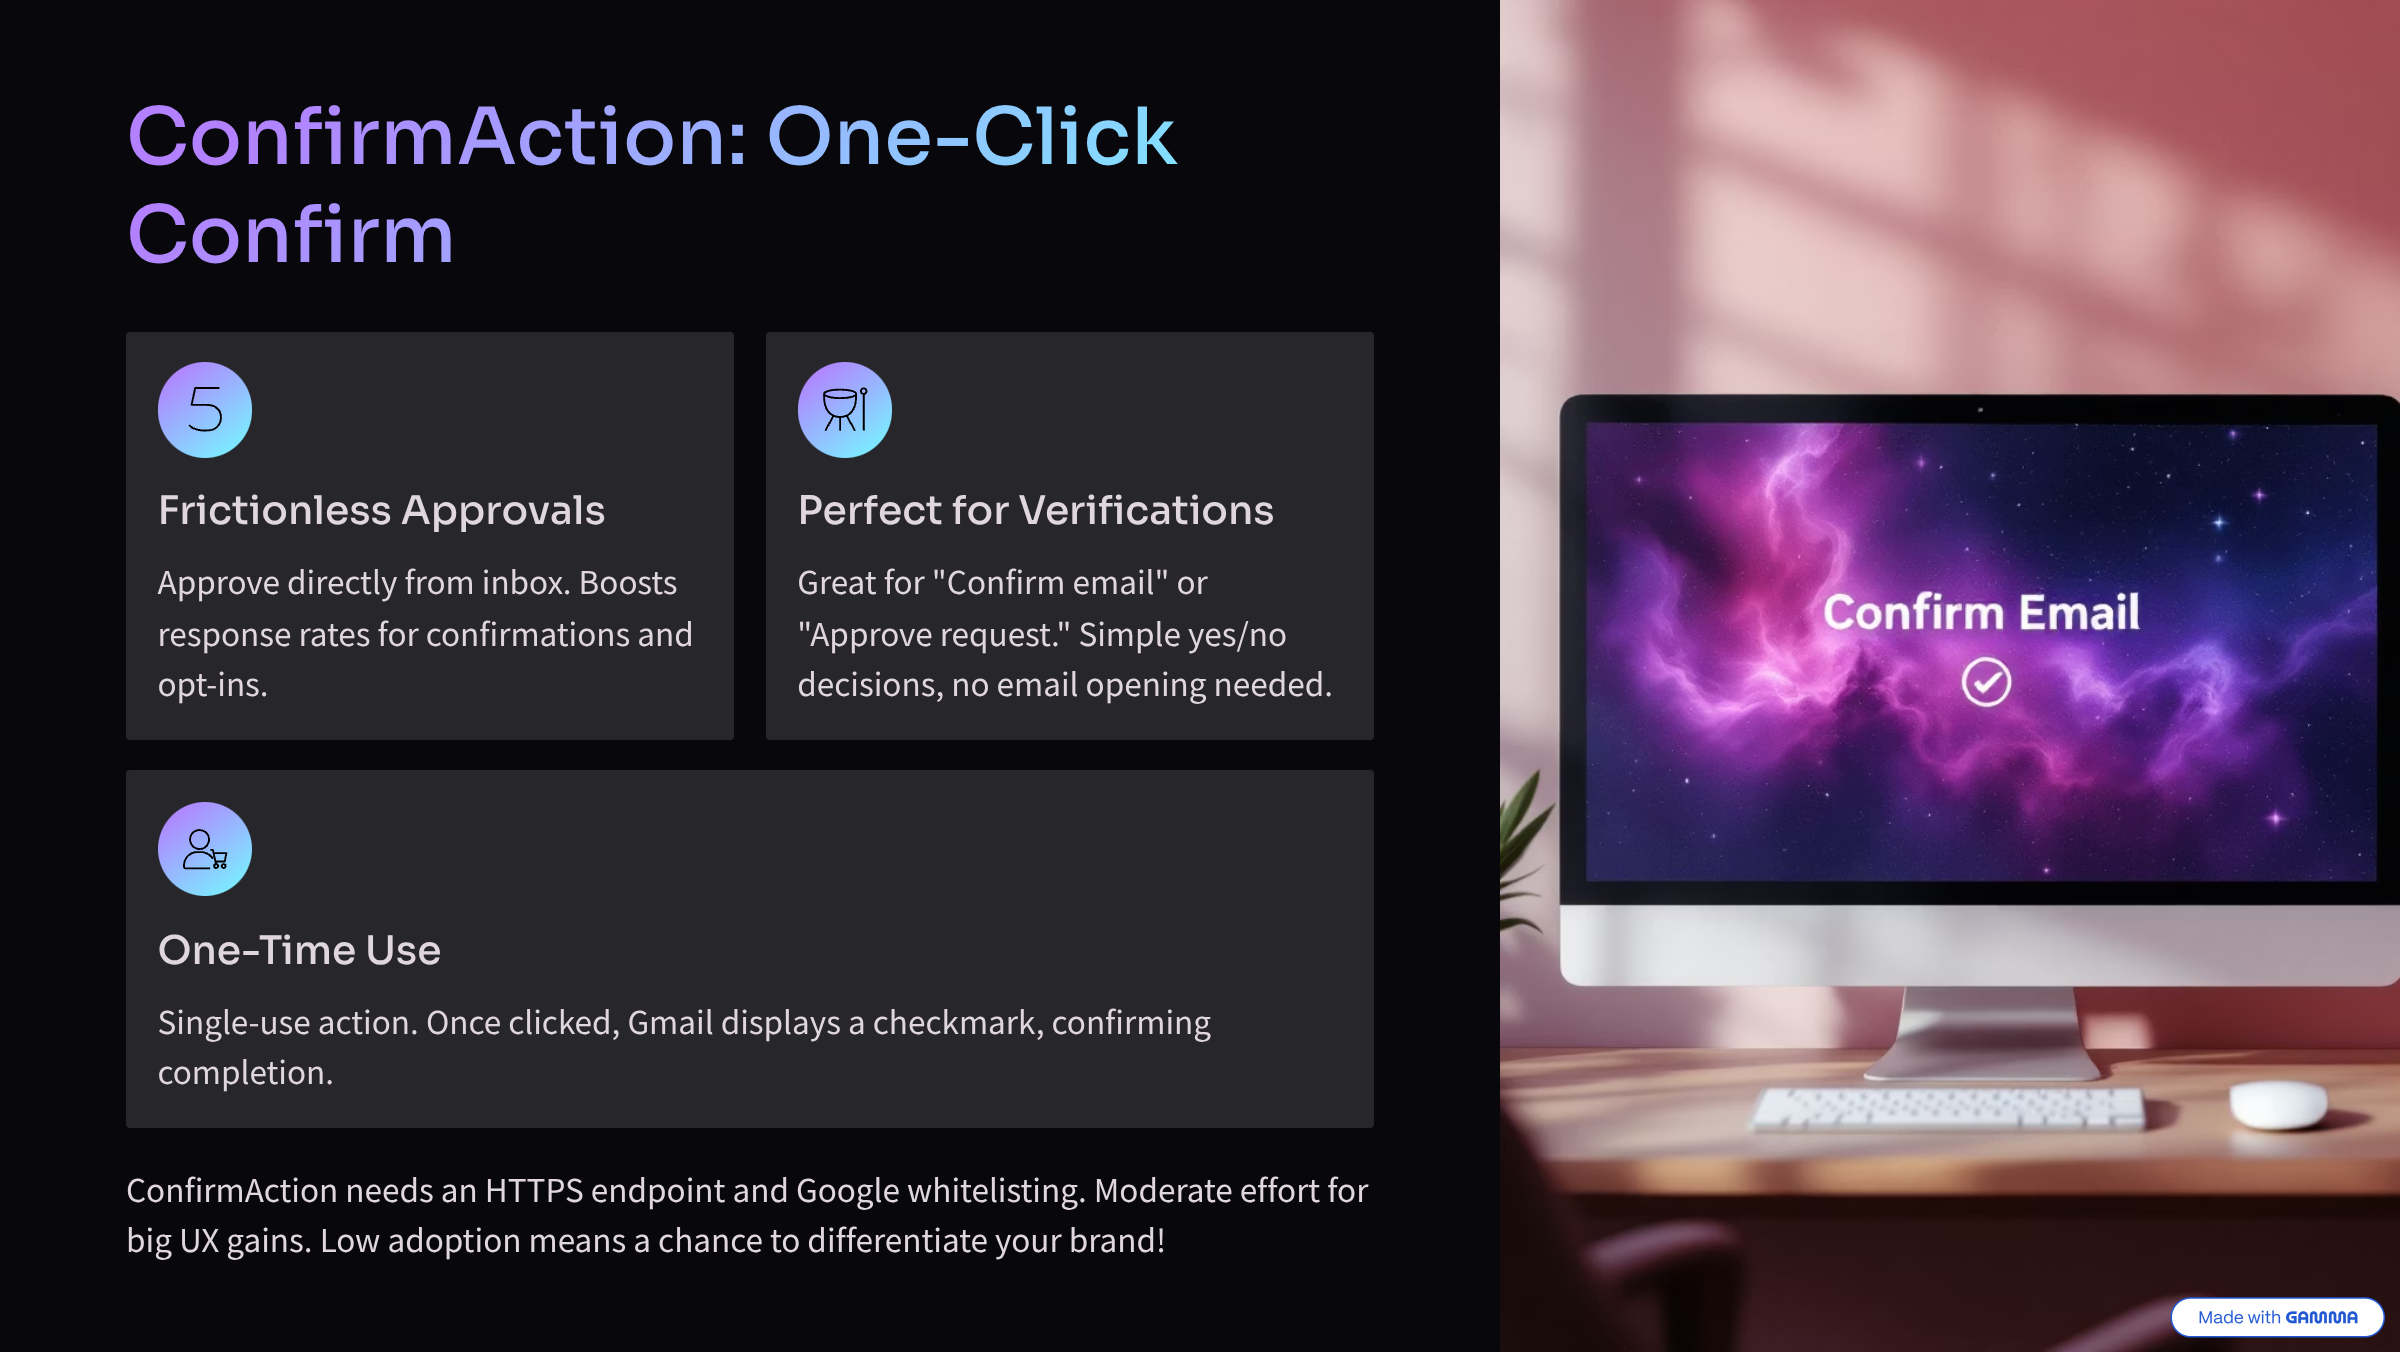 ConfirmAction: One-Click
Confirm
5
Frictionless Approvals
Approve directly from inbox. Boosts
response rates for confirmations and
opt-ins.
Perfect for Verifications
Great for "Confirm email" or
"Approve request." Simple yes/no
decisions, no email opening needed.
One-Time Use
Single-use action. Once clicked, Gmail displays a checkmark, confirming
completion.
ConfirmAction needs an HTTPS endpoint and Google whitelisting. Moderate effort for
big UX gains. Low adoption means a chance to differentiate your brand!
Confirm Email
Made with GAMMA